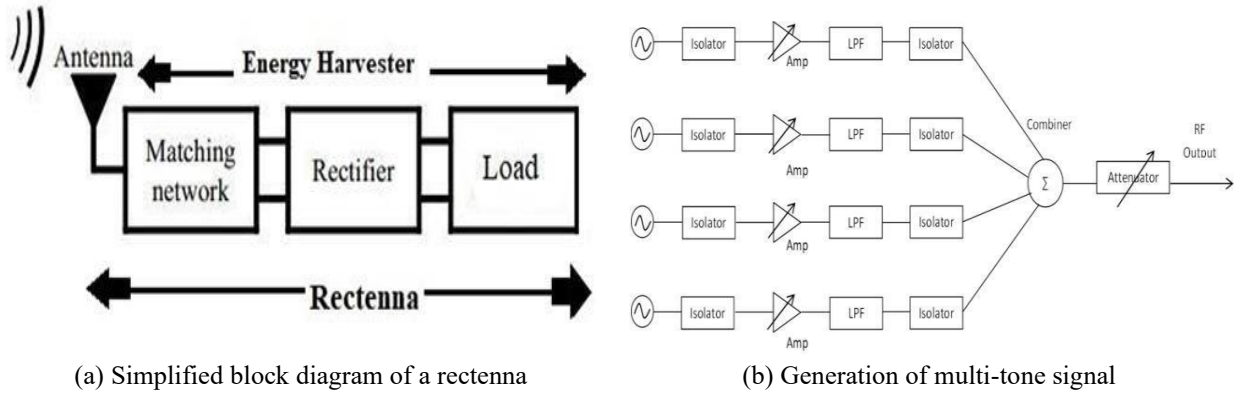 Antenna
Energy Harvester
Matching
network
Rectifier
Load
Rectenna
(a) Simplified block diagram of a rectenna
Isolator
Amp
LPF
Isolator
Isolator
Amp
LPF
Isolator
Combiner
Σ
Attenuator
RF
Output
Isolator
Amp
LPF
Isolator
Isolator
Amp
LPF
Isolator
(b) Generation of multi-tone signal